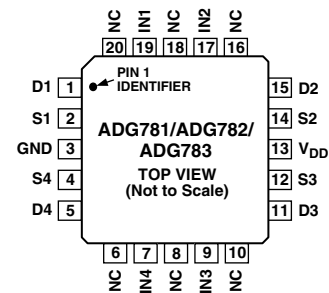 NC IN1 NC IN2 NC
20 19 18 17 16
PIN 1
IDENTIFIER
D1 1
S1 2
GND 3
S4 4
D4 5
ADG781/ADG782/
ADG783
TOP VIEW
(Not to Scale)
15 D2
14 S2
13 VDD
12 S3
11 D3
6 7 8 9 10
NC IN4 NC IN3 NC